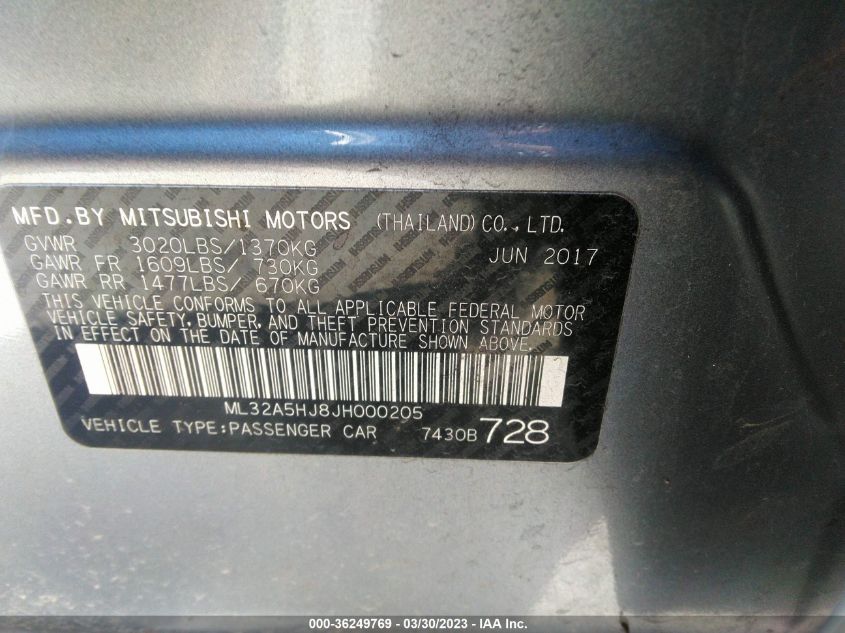 MFD.BY MITSUBISHI MOTORS (THAILAND) CO., LTD.
GVWR 3020LBS/1370KG JUN 2017
GAWR FR 1609LBS/ 730KG
GAWR RR 1477LBS/ 670KG
THIS VEHICLE CONFORMS TO ALL APPLICABLE FEDERAL MOTOR
VEHICLE SAFETY, BUMPER, AND THEFT PREVENTION STANDARDS
IN EFFECT ON THE DATE OF MANUFACTURE SHOWN ABOVE.
ML32A5HJ8JH000205
VEHICLE TYPE:PASSENGER CAR 7430B 728
000-36249769 - 03/30/2023 - IAA Inc.